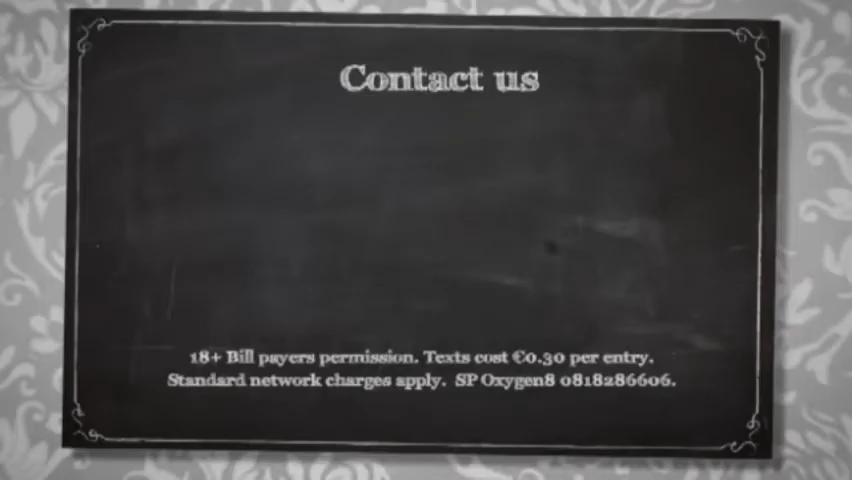 Contact us
18+ Bill payers permission. Texts cost €0.30 per entry.
Standard network charges apply. SP Oxygen8 0818286606.